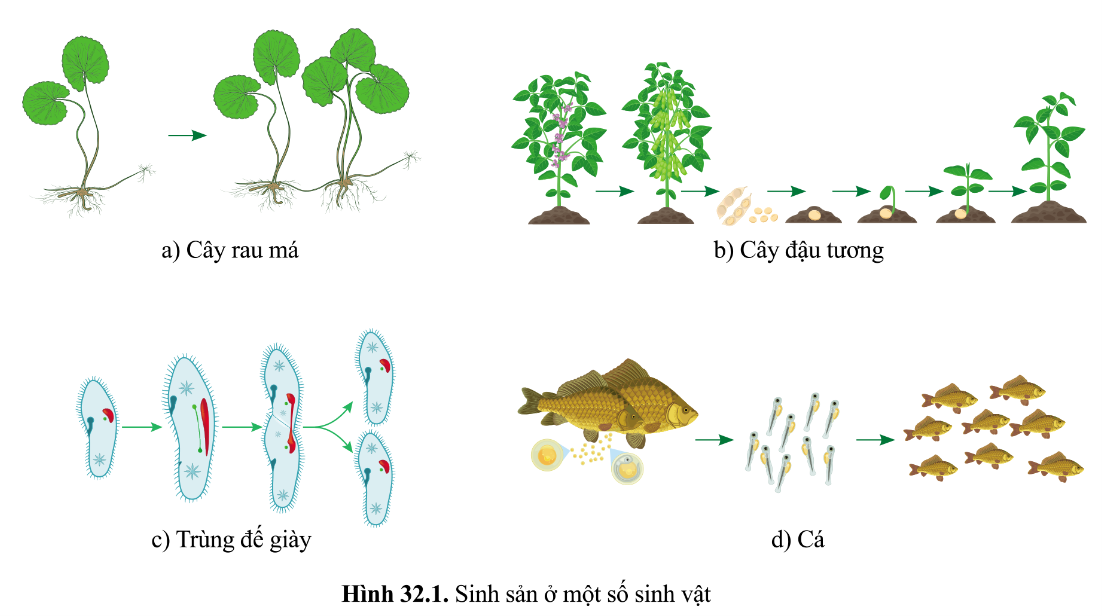 a) Cây rau má
b) Cây đậu tương
c) Trùng đế giày
d) Cá
Hình 32.1. Sinh sản ở một số sinh vật